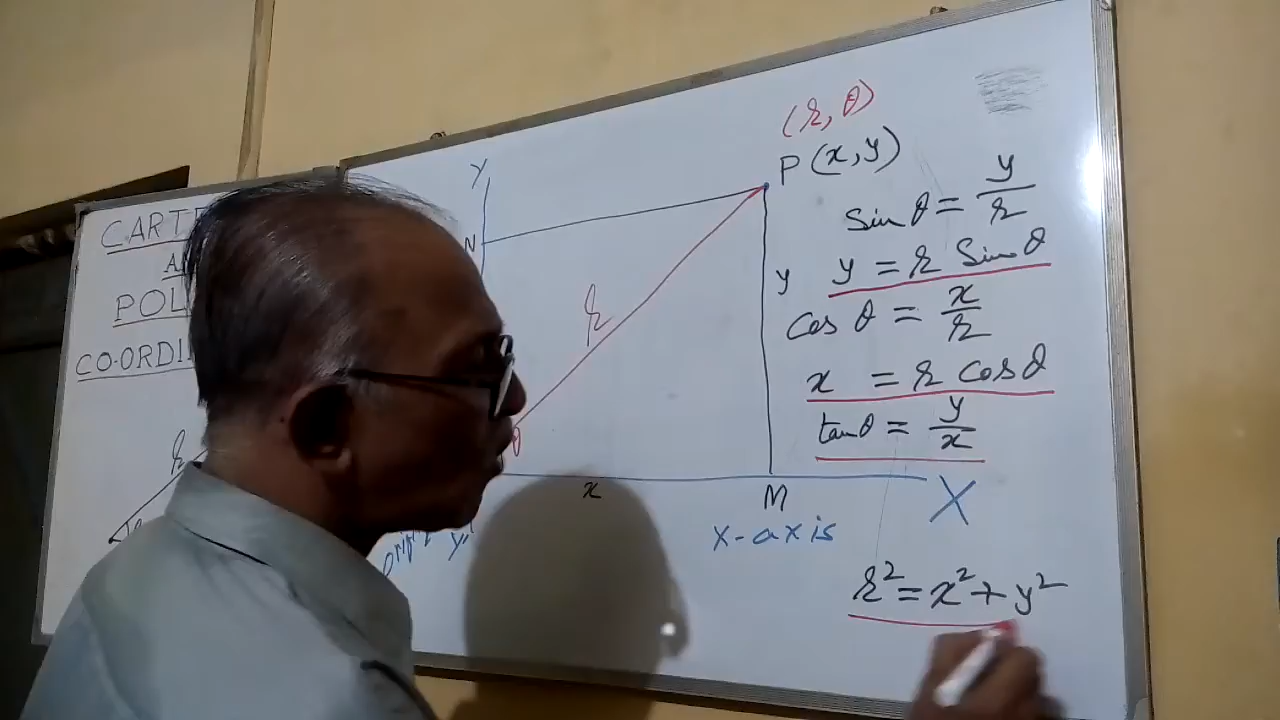 CART
A
POL
CO-ORDI
r
Y
N
r
θ
x
y
M
X
X-axis
(r, θ)
P(x, y)
Sin θ = y/r
y = r Sin θ
Cos θ = x/r
x = r Cos θ
tan θ = y/x
r² = x² + y²